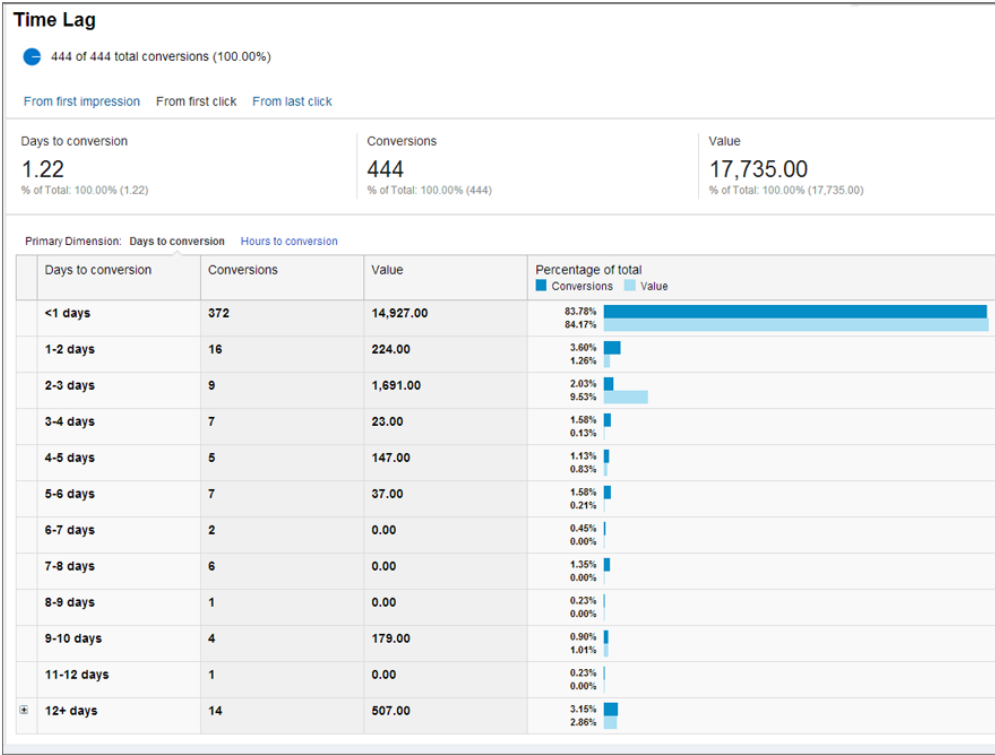 Time Lag
444 of 444 total conversions (100.00%)
From first impression From first click From last click
Days to conversion Conversions Value
1.22 444 17,735.00
% of Total: 100.00% (1.22) % of Total: 100.00% (444) % of Total: 100.00% (17,735.00)
Primary Dimension: Days to conversion Hours to conversion
Days to conversion Conversions Value Percentage of total
Conversions Value
<1 days 372 14,927.00 83.78%
84.17%
1-2 days 16 224.00 3.60%
1.26%
2-3 days 9 1,691.00 2.03%
9.53%
3-4 days 7 23.00 1.58%
0.13%
4-5 days 5 147.00 1.13%
0.83%
5-6 days 7 37.00 1.58%
0.21%
6-7 days 2 0.00 0.45%
0.00%
7-8 days 6 0.00 1.35%
0.00%
8-9 days 1 0.00 0.23%
0.00%
9-10 days 4 179.00 0.90%
1.01%
11-12 days 1 0.00 0.23%
0.00%
12+ days 14 507.00 3.15%
2.86%